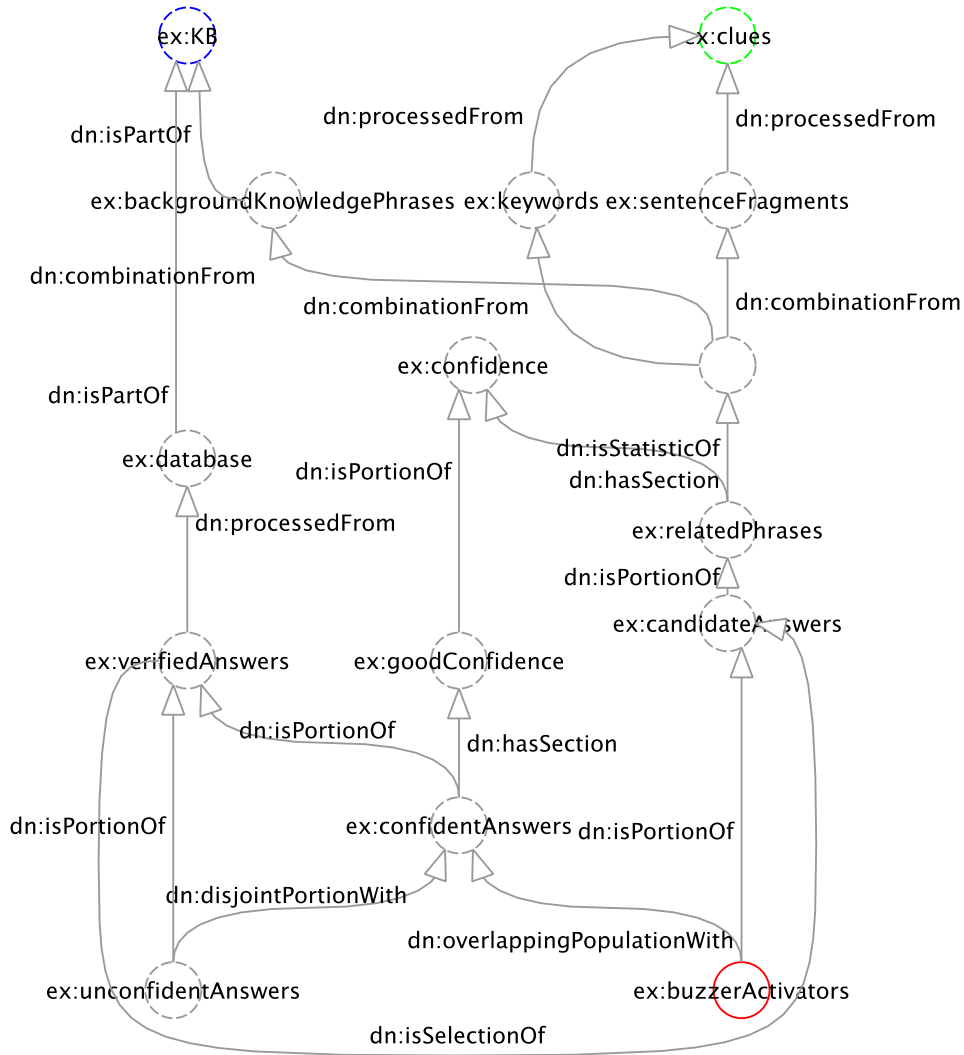 ex:KB
ex:clues
dn:processedFrom
dn:processedFrom
dn:isPartOf
ex:backgroundKnowledgePhrases
ex:keywords
ex:sentenceFragments
dn:combinationFrom
dn:combinationFrom
dn:combinationFrom
ex:confidence
dn:isPartOf
dn:isStatisticOf
ex:database
dn:isPortionOf
dn:hasSection
dn:processedFrom
ex:relatedPhrases
dn:isPortionOf
ex:candidateAnswers
ex:verifiedAnswers
ex:goodConfidence
dn:isPortionOf
dn:hasSection
dn:isPortionOf
ex:confidentAnswers
dn:isPortionOf
dn:disjointPortionWith
dn:overlappingPopulationWith
ex:unconfidentAnswers
ex:buzzerActivators
dn:isSelectionOf